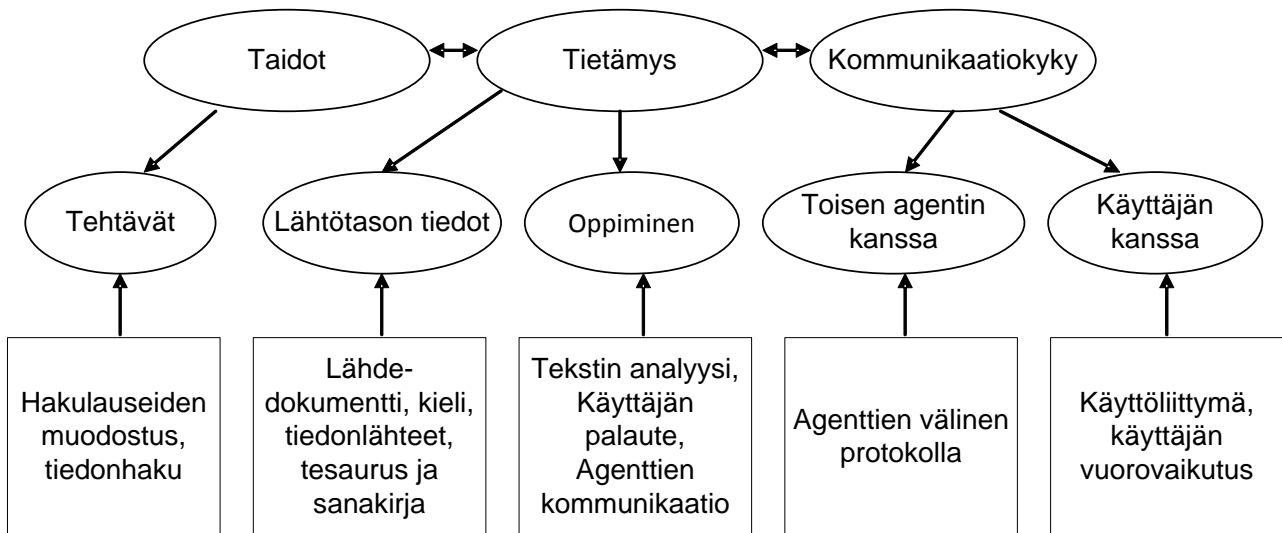 Taidot
Tietämys
Kommunikaatiokyky
Tehtävät
Lähtötason tiedot
Oppiminen
Toisen agentin
kanssa
Käyttäjän
kanssa
Hakulauseiden
muodostus,
tiedonhaku
Lähde-
dokumentti, kieli,
tiedonlähteet,
tesaurus ja
sanakirja
Tekstin analyysi,
Käyttäjän
palaute,
Agenttien
kommunikaatio
Agenttien välinen
protokolla
Käyttöliittymä,
käyttäjän
vuorovaikutus